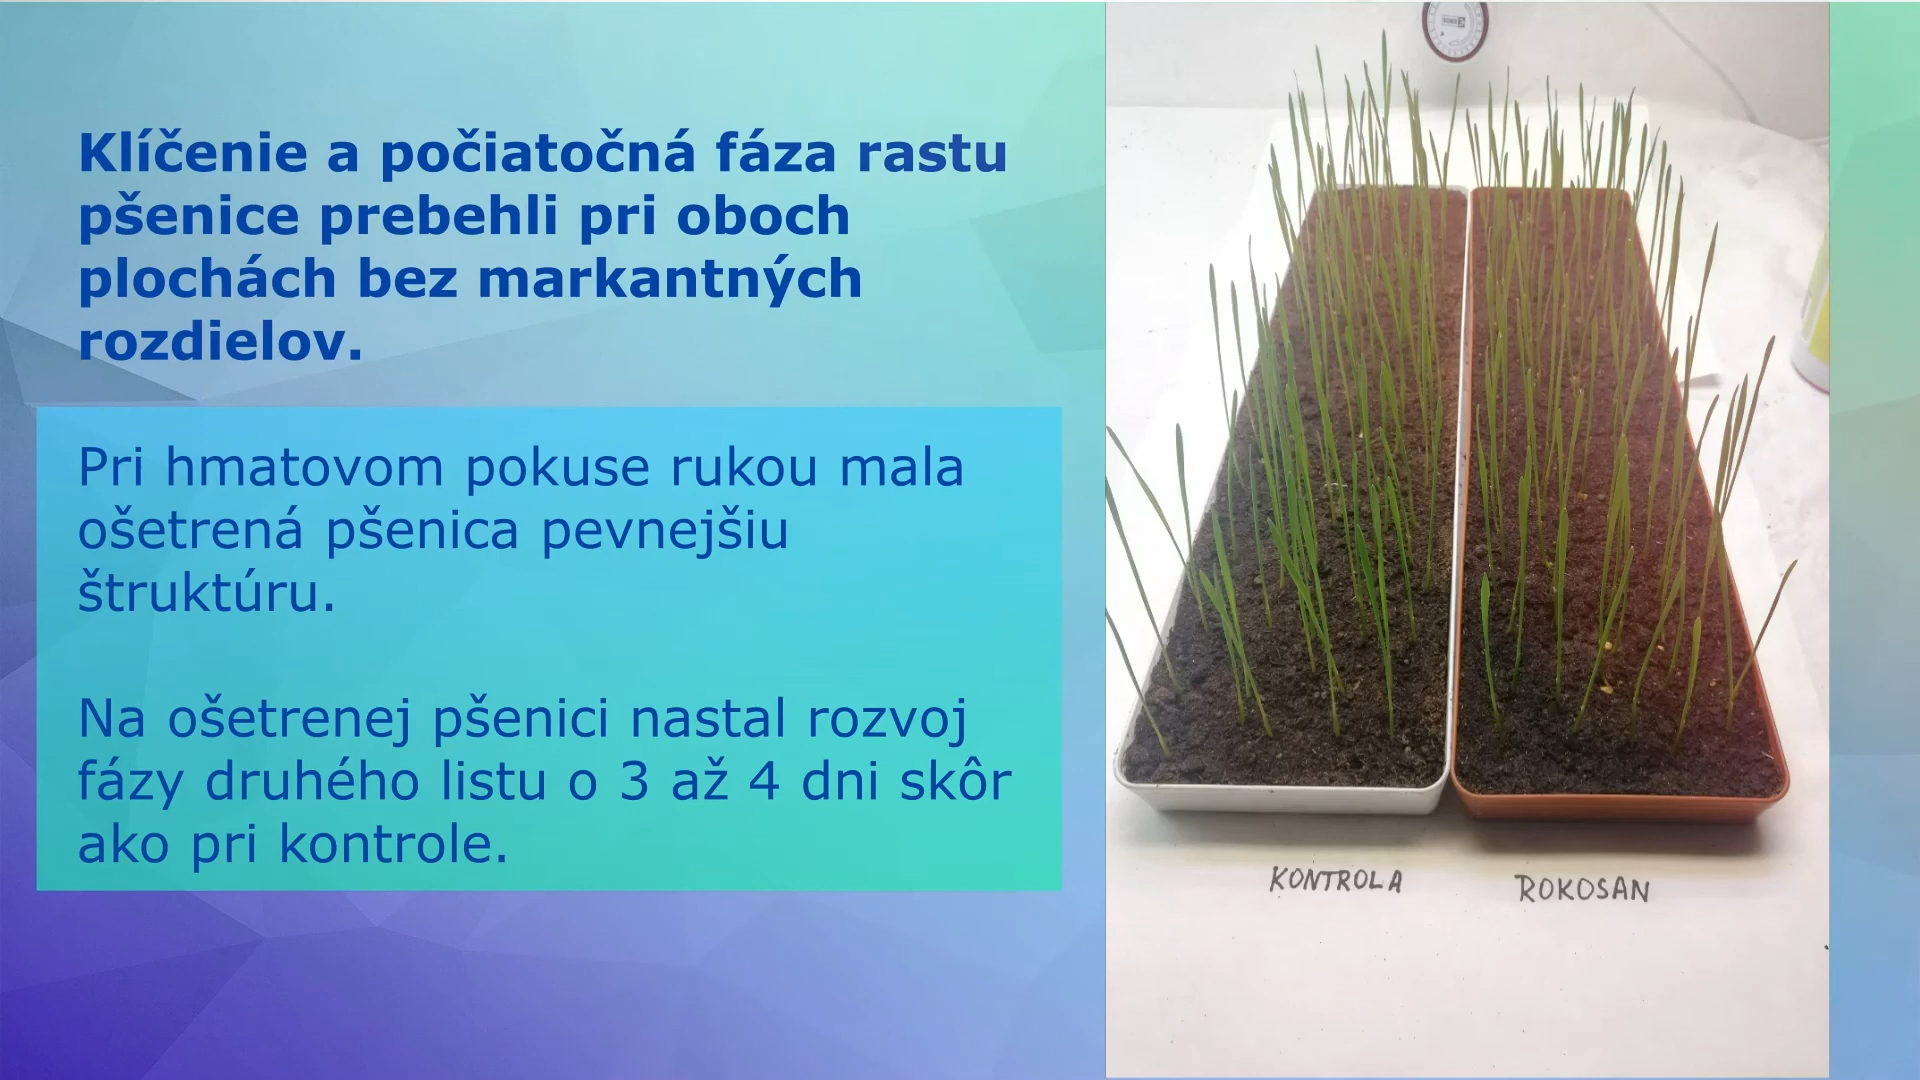 Klíčenie a počiatočná fáza rastu
pšenice prebehli pri oboch
plochách bez markantných
rozdielov.
Pri hmatovom pokuse rukou mala
ošetrená pšenica pevnejšiu
štruktúru.
Na ošetrenej pšenici nastal rozvoj
fázy druhého listu o 3 až 4 dni skôr
ako pri kontrole.
KONTROLA
ROKOSAN